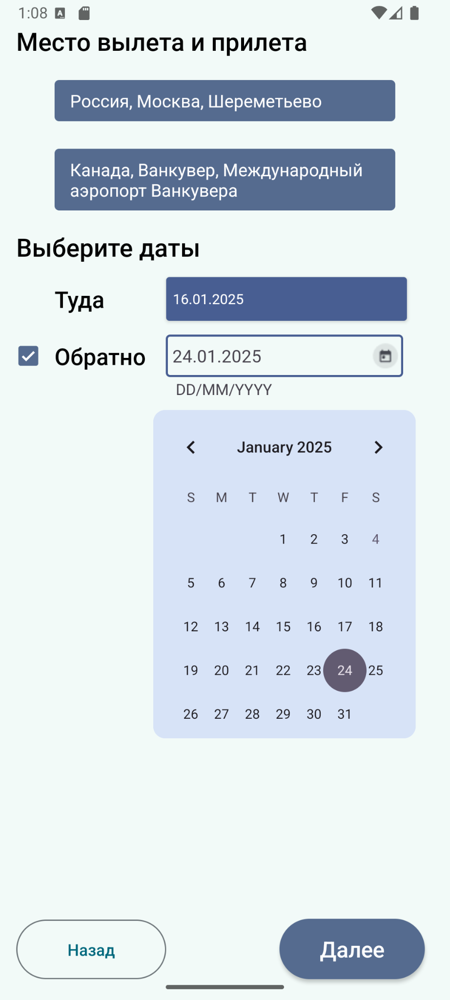 1:08
A
Место вылета и прилета
Россия, Москва, Шереметьево
Канада, Ванкувер, Международный
аэропорт Ванкувера
Выберите даты
Туда
16.01.2025
Обратно
24.01.2025
DD/MM/YYYY
January 2025
S M T W T F S
1 2 3 4
5 6 7 8 9 10 11
12 13 14 15 16 17 18
19 20 21 22 23 24 25
26 27 28 29 30 31
Назад
Далее